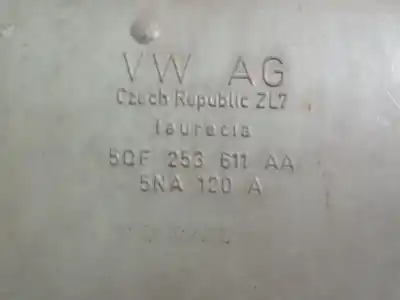 VW AG
Czech Republic ZL7
faurecia
5QF 253 611 AA
5NA 120 A